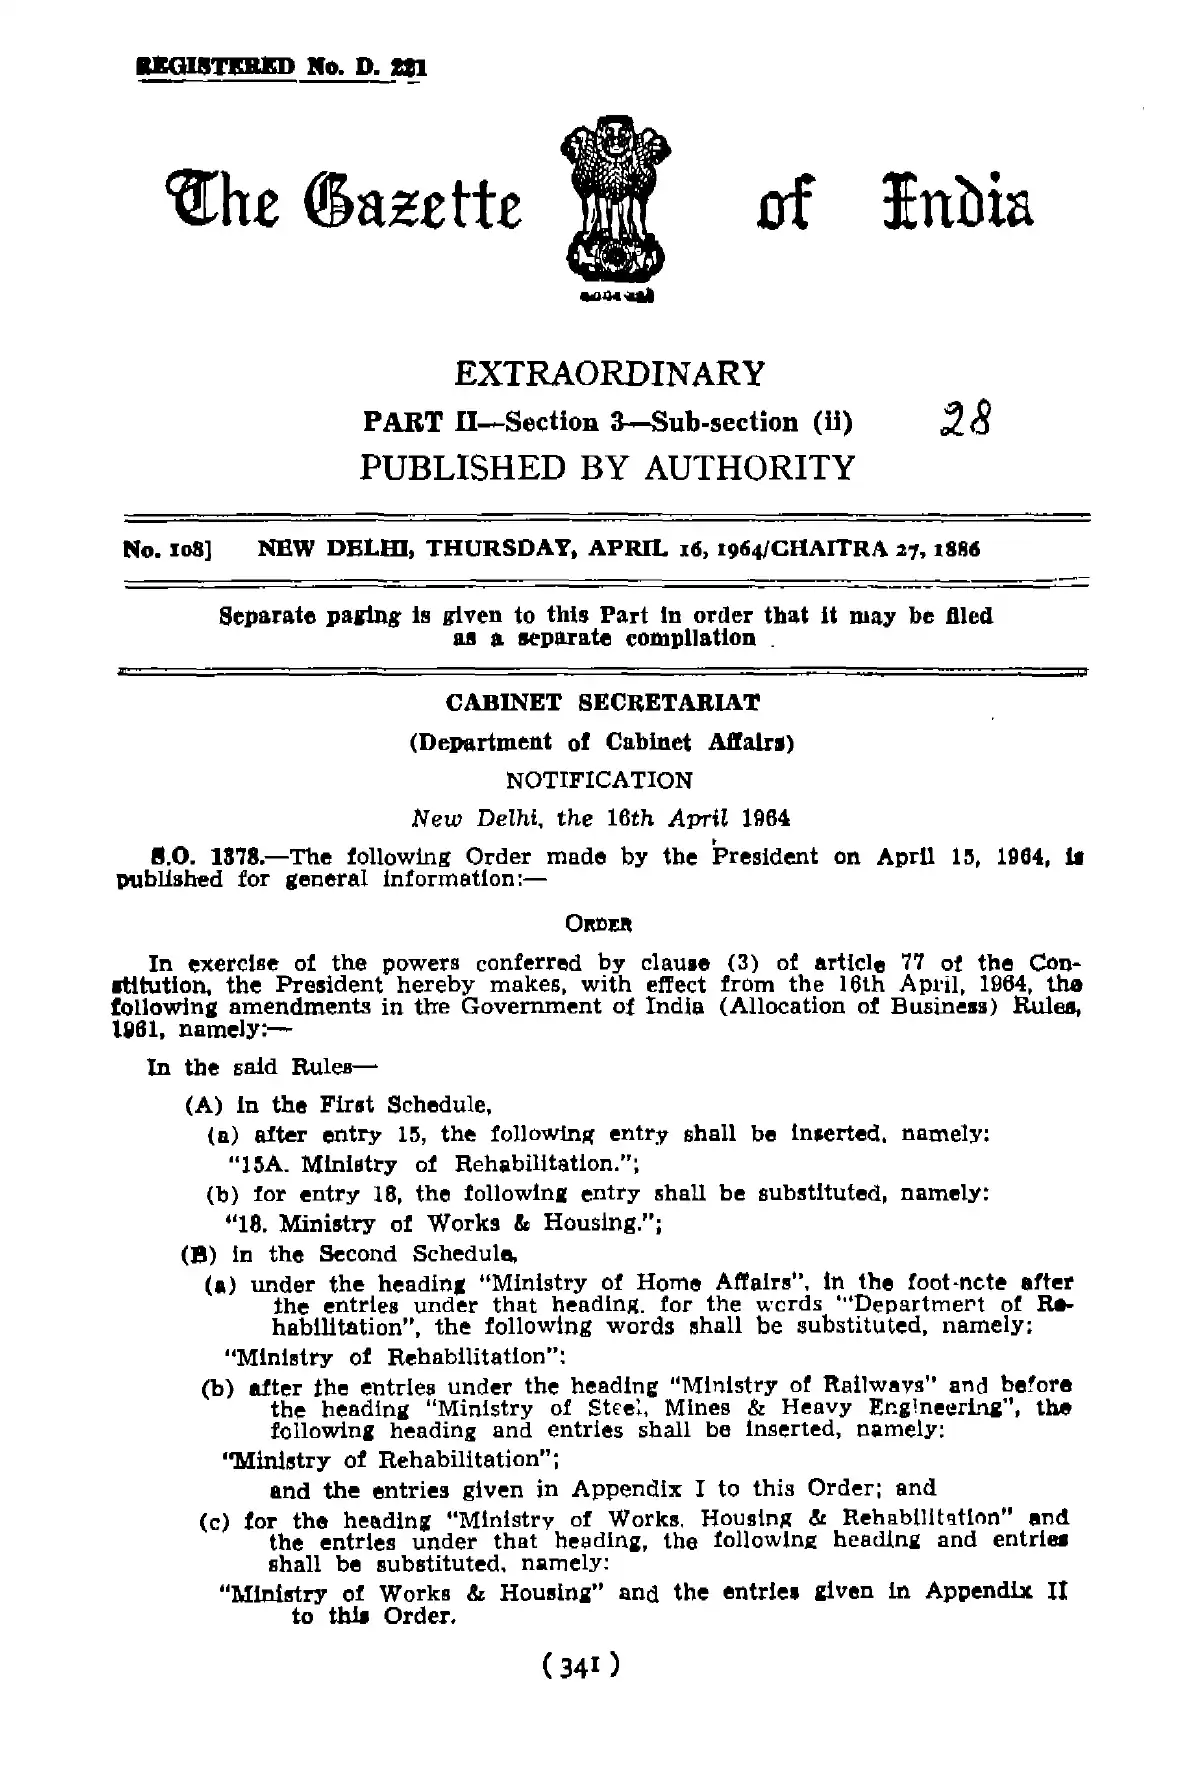 REGISTERED No. D. 221
The Gazette of India
EXTRAORDINARY
PART II—Section 3—Sub-section (ii)
28
PUBLISHED BY AUTHORITY
No. 108] NEW DELHI, THURSDAY, APRIL 16, 1964/CHAITRA 27, 1886
Separate paging is given to this Part in order that it may be filed
as a separate compilation
CABINET SECRETARIAT
(Department of Cabinet Affairs)
NOTIFICATION
New Delhi, the 16th April 1964
S.O. 1378.—The following Order made by the President on April 15, 1964, is
published for general information:—
ORDER
In exercise of the powers conferred by clause (3) of article 77 of the Con-
stitution, the President hereby makes, with effect from the 16th April, 1964, the
following amendments in the Government of India (Allocation of Business) Rules,
1961, namely:—
In the said Rules—
(A) in the First Schedule,
(a) after entry 15, the following entry shall be inserted, namely:
"15A. Ministry of Rehabilitation.";
(b) for entry 18, the following entry shall be substituted, namely:
"18. Ministry of Works & Housing.";
(B) in the Second Schedule,
(a) under the heading "Ministry of Home Affairs", in the foot-note after
the entries under that heading, for the words "Department of Re-
habilitation", the following words shall be substituted, namely:
"Ministry of Rehabilitation";
(b) after the entries under the heading "Ministry of Railways" and before
the heading "Ministry of Steel, Mines & Heavy Engineering", the
following heading and entries shall be inserted, namely:
"Ministry of Rehabilitation";
and the entries given in Appendix I to this Order; and
(c) for the heading "Ministry of Works, Housing & Rehabilitation" and
the entries under that heading, the following heading and entries
shall be substituted, namely:
"Ministry of Works & Housing" and the entries given in Appendix II
to this Order.
(341)